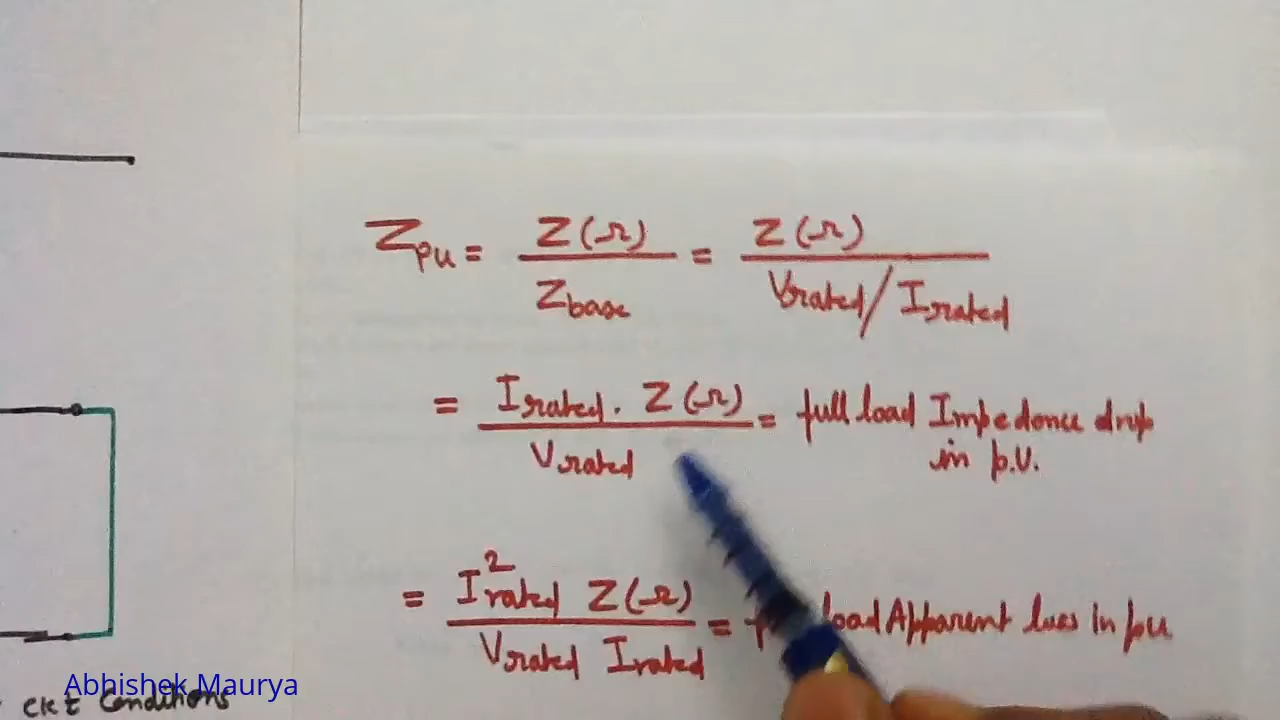 Zpu = Z(Ω) / Zbase = Z(Ω) / Vrated/Irated
= Irated . Z(Ω) / Vrated = full load Impedance drop
in p.U.
= I²rated Z(Ω) / Vrated Irated = load Apparent loss in pu
Abhishek Maurya
ckt Conditions